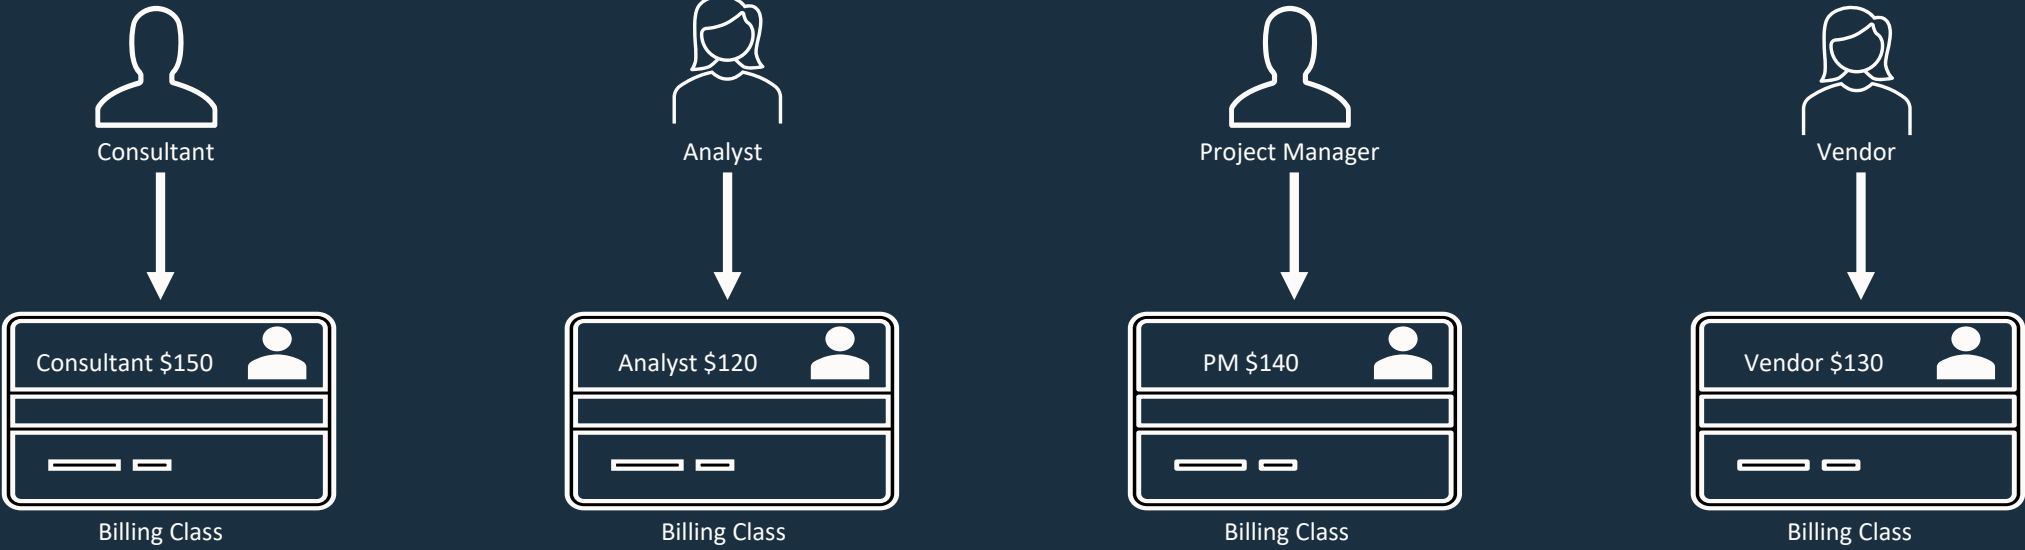 Consultant
Analyst
Project Manager
Vendor
Consultant $150
Analyst $120
PM $140
Vendor $130
Billing Class
Billing Class
Billing Class
Billing Class